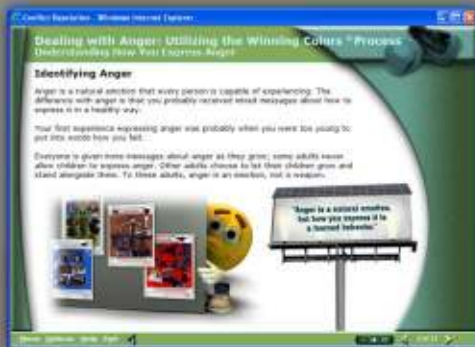 Conflict Resolution - Windows Internet Explorer
Dealing with Anger: Utilizing the Winning Colors ® Process
Understanding How You Express Anger
Identifying Anger
Anger is a natural emotion that every person is capable of experiencing. The
difference with anger is that you probably received mixed messages about how to
express it in a healthy way.
Your first experience expressing anger was probably when you were too young to
put into words how you felt.
Everyone is given more messages about anger as they grow; some adults never
allow children to express anger. Other adults choose to let their children grow and
stand alongside them. To these adults, anger is an emotion, not a weapon.
"Anger is a natural emotion,
but how you express it is
a learned behavior."